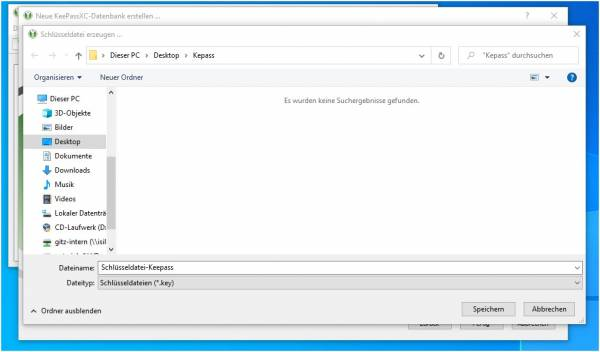 Neue KeePassXC-Datenbank erstellen ...
Schlüsseldatei erzeugen ...
Dieser PC > Desktop > Kepass
"Kepass" durchsuchen
Organisieren
Neuer Ordner
Dieser PC
3D-Objekte
Bilder
Desktop
Dokumente
Downloads
Musik
Videos
Lokaler Datenträ
CD-Laufwerk (D:
gitz-intern (\\isil
Es wurden keine Suchergebnisse gefunden.
Dateiname: Schlüsseldatei-Keepass
Dateityp: Schlüsseldateien (*.key)
Ordner ausblenden
Speichern
Abbrechen